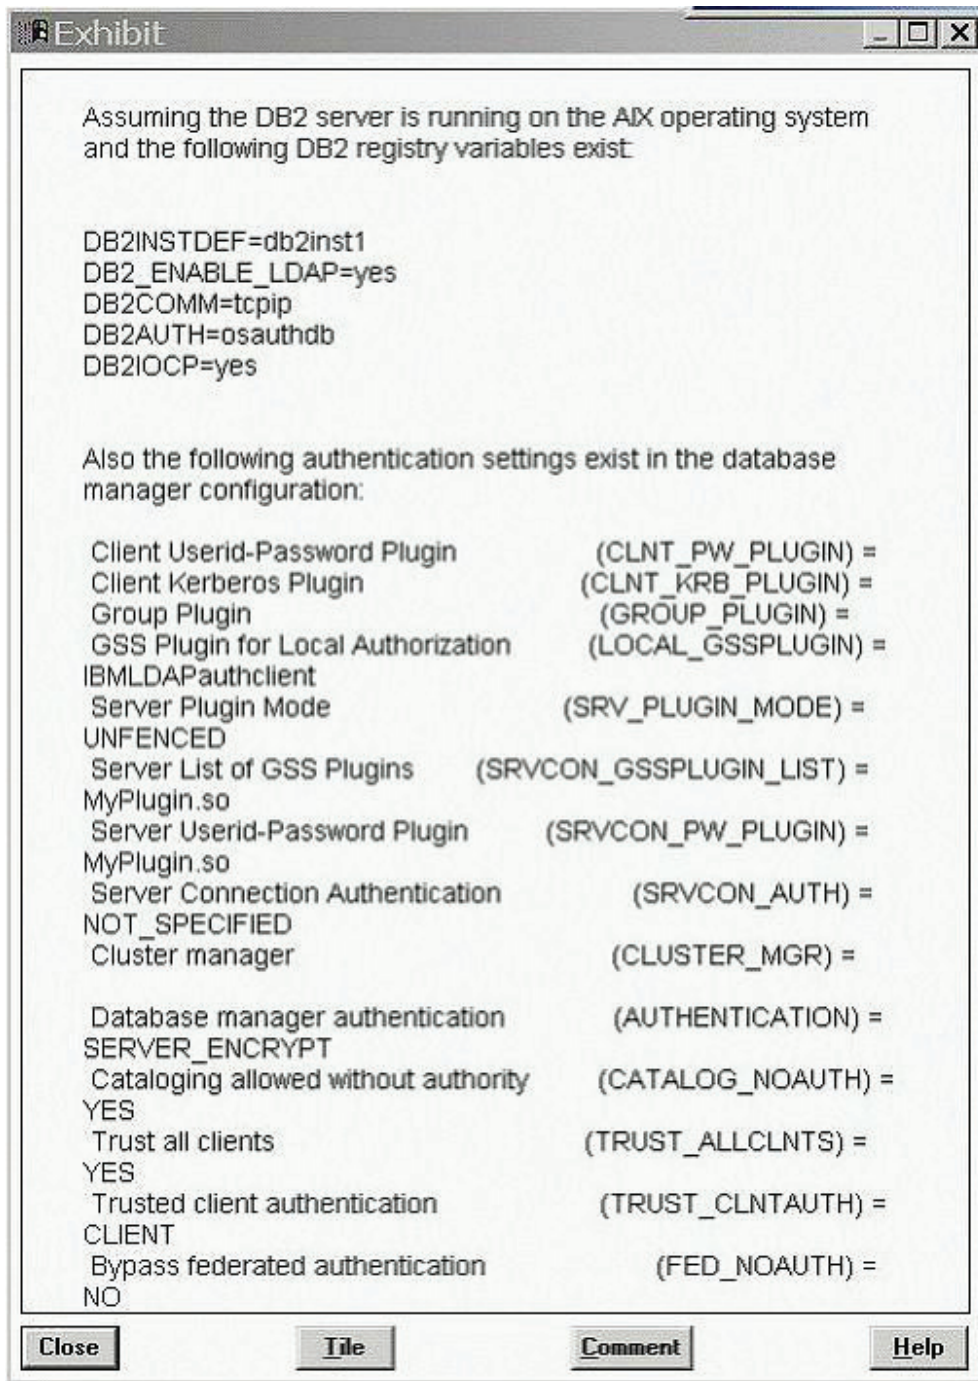 Exhibit
Assuming the DB2 server is running on the AIX operating system
and the following DB2 registry variables exist:
DB2INSTDEF=db2inst1
DB2_ENABLE_LDAP=yes
DB2COMM=tcpip
DB2AUTH=osauthdb
DB2IOCP=yes
Also the following authentication settings exist in the database
manager configuration:
Client Userid-Password Plugin (CLNT_PW_PLUGIN) =
Client Kerberos Plugin (CLNT_KRB_PLUGIN) =
Group Plugin (GROUP_PLUGIN) =
GSS Plugin for Local Authorization (LOCAL_GSSPLUGIN) =
IBMLDAPauthclient
Server Plugin Mode (SRV_PLUGIN_MODE) =
UNFENCED
Server List of GSS Plugins (SRVCON_GSSPLUGIN_LIST) =
MyPlugin.so
Server Userid-Password Plugin (SRVCON_PW_PLUGIN) =
MyPlugin.so
Server Connection Authentication (SRVCON_AUTH) =
NOT_SPECIFIED
Cluster manager (CLUSTER_MGR) =
Database manager authentication (AUTHENTICATION) =
SERVER_ENCRYPT
Cataloging allowed without authority (CATALOG_NOAUTH) =
YES
Trust all clients (TRUST_ALLCLNTS) =
YES
Trusted client authentication (TRUST_CLNTAUTH) =
CLIENT
Bypass federated authentication (FED_NOAUTH) =
NO
Close Tile Comment Help